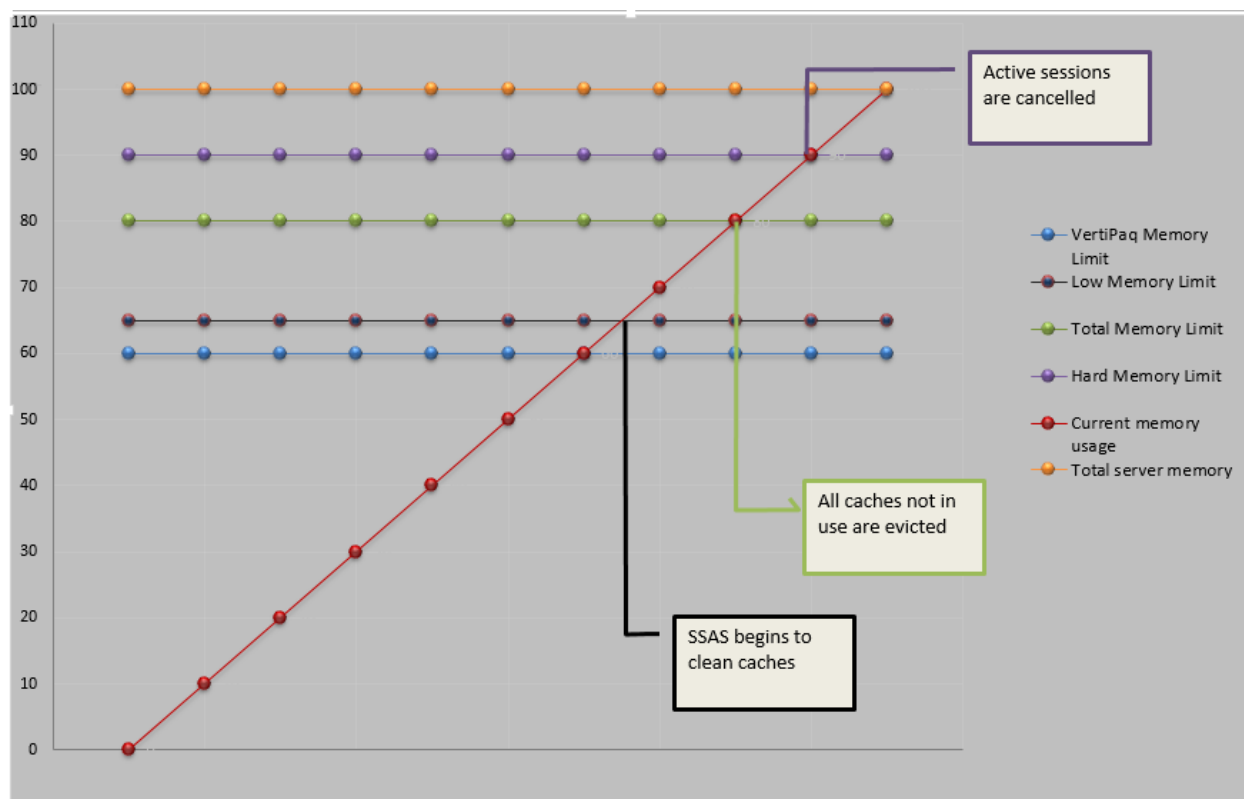 110
100
90
80
70
60
50
40
30
20
10
0
Active sessions
are cancelled
VertiPaq Memory
Limit
Low Memory Limit
Total Memory Limit
Hard Memory Limit
Current memory
usage
Total server memory
All caches not in
use are evicted
SSAS begins to
clean caches